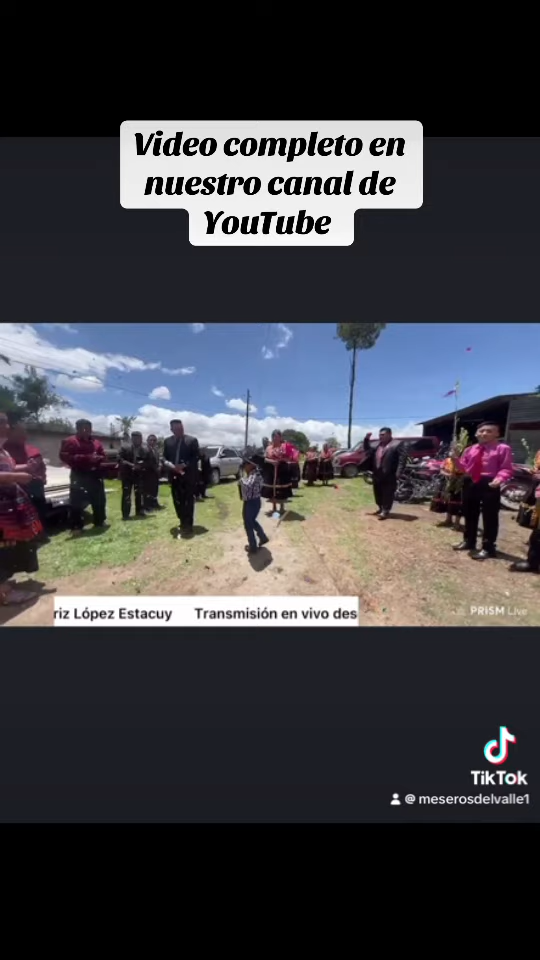 Video completo en
nuestro canal de
YouTube
riz López Estacuy Transmisión en vivo des
PRISM Live
TikTok
@ meserosdelvalle1